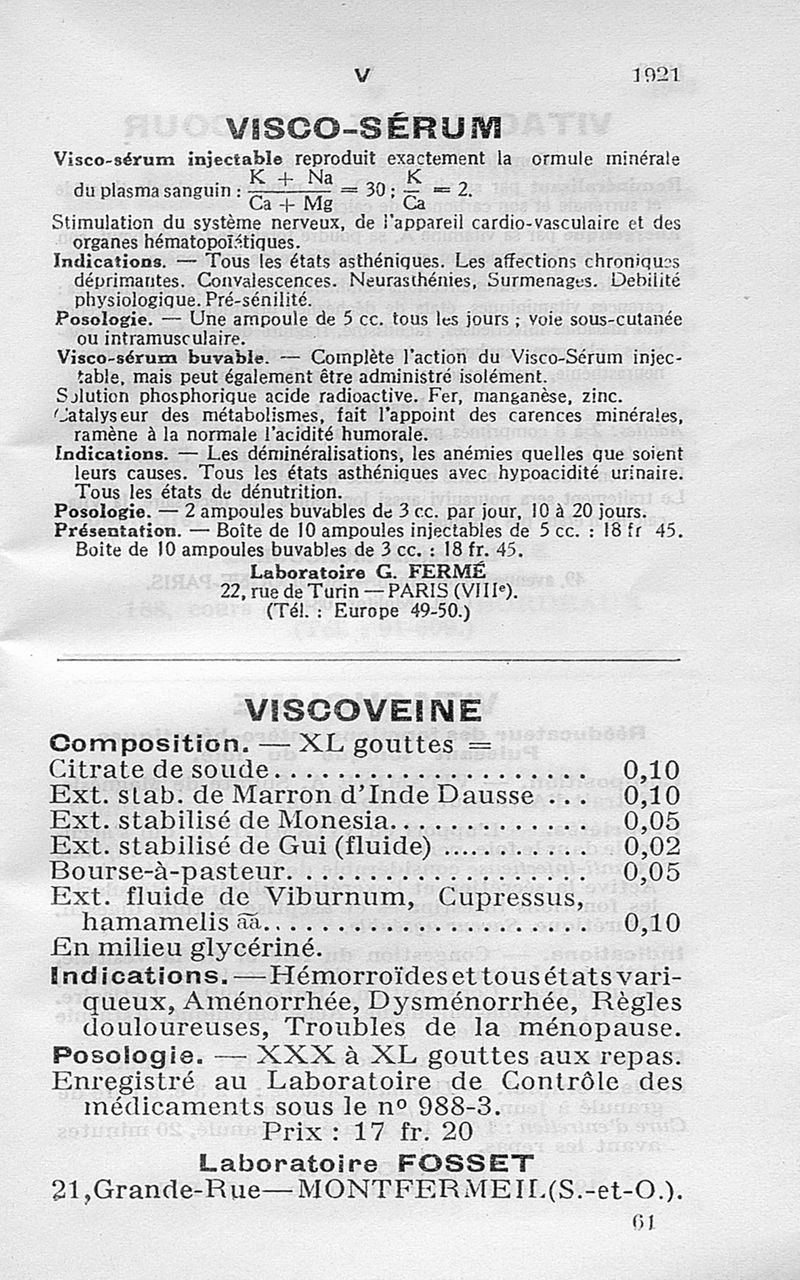 V 1921
VISCO-SÉRUM
Visco-sérum injectable reproduit exactement la ormule minérale
du plasma sanguin : K + Na / Ca + Mg = 30 ; K / Ca = 2.
Stimulation du système nerveux, de l'appareil cardio-vasculaire et des
organes hématopoïétiques.
Indications. — Tous les états asthéniques. Les affections chroniques
déprimantes. Convalescences. Neurasthénies, Surmenages. Debilité
physiologique. Pré-sénilité.
Posologie. — Une ampoule de 5 cc. tous les jours ; voie sous-cutanée
ou intramusculaire.
Visco-sérum buvable. — Complète l'action du Visco-Sérum injec-
table, mais peut également être administré isolément.
Solution phosphorique acide radioactive. Fer, manganèse, zinc.
Catalyseur des métabolismes, fait l'appoint des carences minérales,
ramène à la normale l'acidité humorale.
Indications. — Les déminéralisations, les anémies quelles que soient
leurs causes. Tous les états asthéniques avec hypoacidité urinaire.
Tous les états de dénutrition.
Posologie. — 2 ampoules buvables de 3 cc. par jour, 10 à 20 jours.
Présentation. — Boîte de 10 ampoules injectables de 5 cc. : 18 fr 45.
Boite de 10 ampoules buvables de 3 cc. : 18 fr. 45.
Laboratoire G. FERMÉ
22, rue de Turin — PARIS (VIIIe).
(Tél. : Europe 49-50.)
VISCOVEINE
Composition. — XL gouttes =
Citrate de soude. . . . . . . . . . . . . . . . . . . 0,10
Ext. stab. de Marron d'Inde Dausse . . . 0,10
Ext. stabilisé de Monesia. . . . . . . . . . . . . 0,05
Ext. stabilisé de Gui (fluide) . . . . . . . . . . . 0,02
Bourse-à-pasteur. . . . . . . . . . . . . . . . . . . 0,05
Ext. fluide de Viburnum, Cupressus,
hamamelis āā. . . . . . . . . . . . . . . . . . . . 0,10
En milieu glycériné.
Indications. — Hémorroïdes et tous états vari-
queux, Aménorrhée, Dysménorrhée, Règles
douloureuses, Troubles de la ménopause.
Posologie. — XXX à XL gouttes aux repas.
Enregistré au Laboratoire de Contrôle des
médicaments sous le nº 988-3.
Prix : 17 fr. 20
Laboratoire FOSSET
21, Grande-Rue — MONTFERMEIL (S.-et-O.).
61